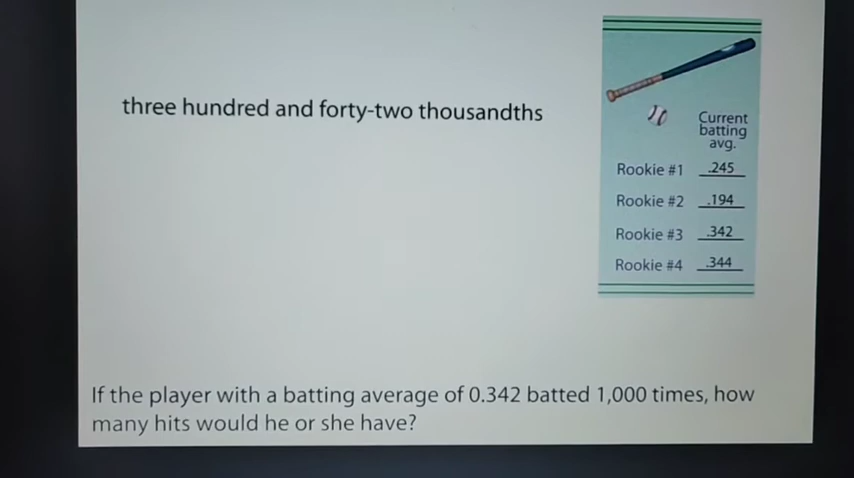 three hundred and forty-two thousandths
Current
batting
avg.
Rookie #1 .245
Rookie #2 .194
Rookie #3 .342
Rookie #4 .344
If the player with a batting average of 0.342 batted 1,000 times, how
many hits would he or she have?